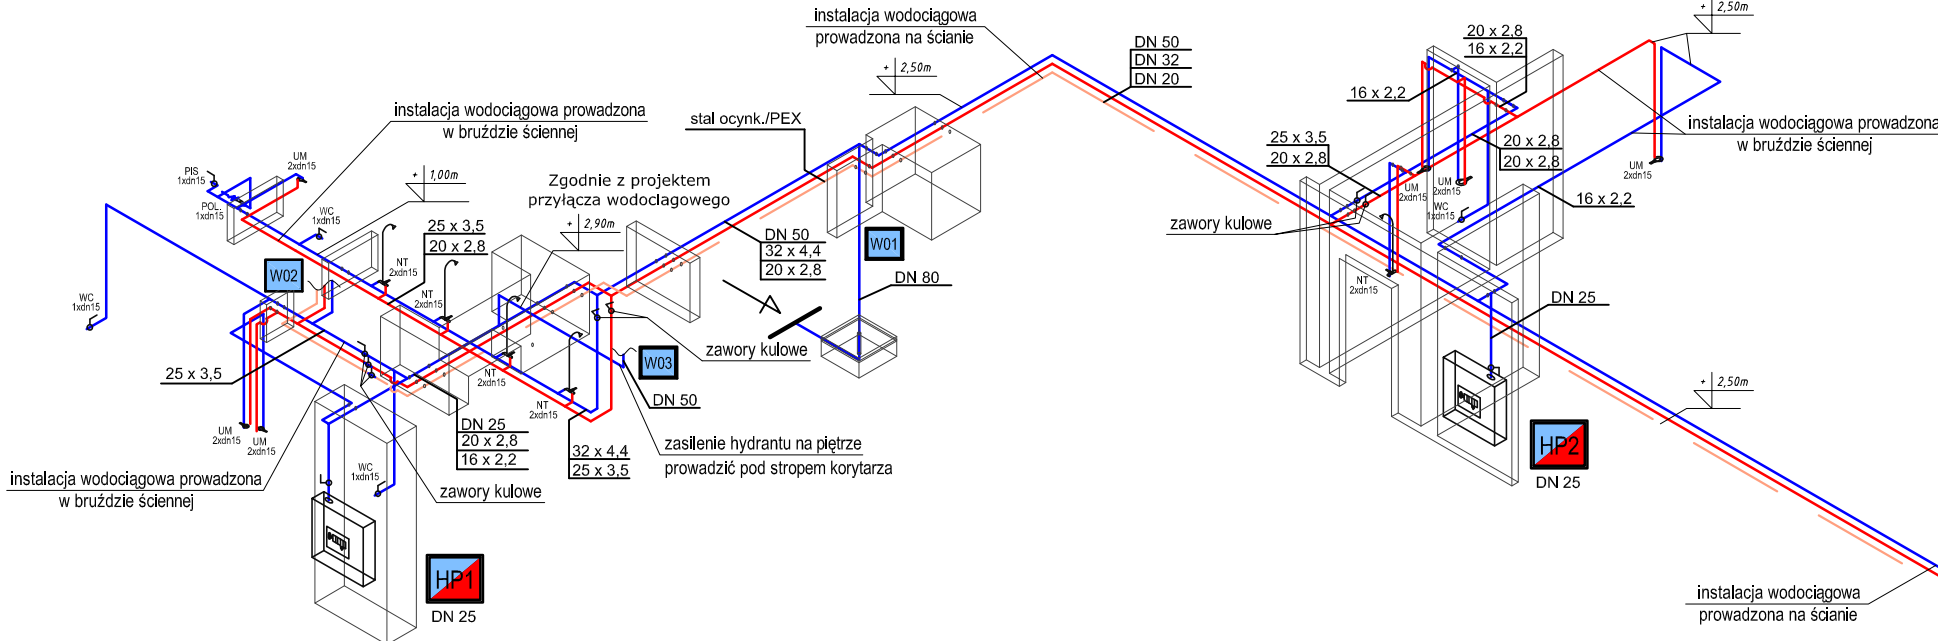 instalacja wodociągowa
prowadzona na ścianie
+ 2,50m
DN 50
DN 32
DN 20
stal ocynk./PEX
instalacja wodociągowa prowadzona
w bruździe ściennej
PIS
1xdn15
UM
2xdn15
POL.
1xdn15
WC
1xdn15
+ 1,00m
Zgodnie z projektem
przyłącza wodoclagowego
+ 2,90m
25 x 3,5
20 x 2,8
W02
NT
2xdn15
NT
2xdn15
WC
1xdn15
DN 50
32 x 4,4
20 x 2,8
W01
DN 80
zawory kulowe
W03
DN 50
25 x 3,5
NT
2xdn15
NT
2xdn15
UM
2xdn15
UM
2xdn15
DN 25
20 x 2,8
16 x 2,2
32 x 4,4
25 x 3,5
zasilenie hydrantu na piętrze
prowadzić pod stropem korytarza
WC
1xdn15
zawory kulowe
instalacja wodociągowa prowadzona
w bruździe ściennej
HP1
DN 25
+ 2,50m
20 x 2,8
16 x 2,2
16 x 2,2
25 x 3,5
20 x 2,8
instalacja wodociągowa prowadzona
w bruździe ściennej
20 x 2,8
20 x 2,8
UM
2xdn15
UM
2xdn15
UM
2xdn15
WC
1xdn15
16 x 2,2
zawory kulowe
NT
2xdn15
DN 25
+ 2,50m
HP2
DN 25
instalacja wodociągowa
prowadzona na ścianie